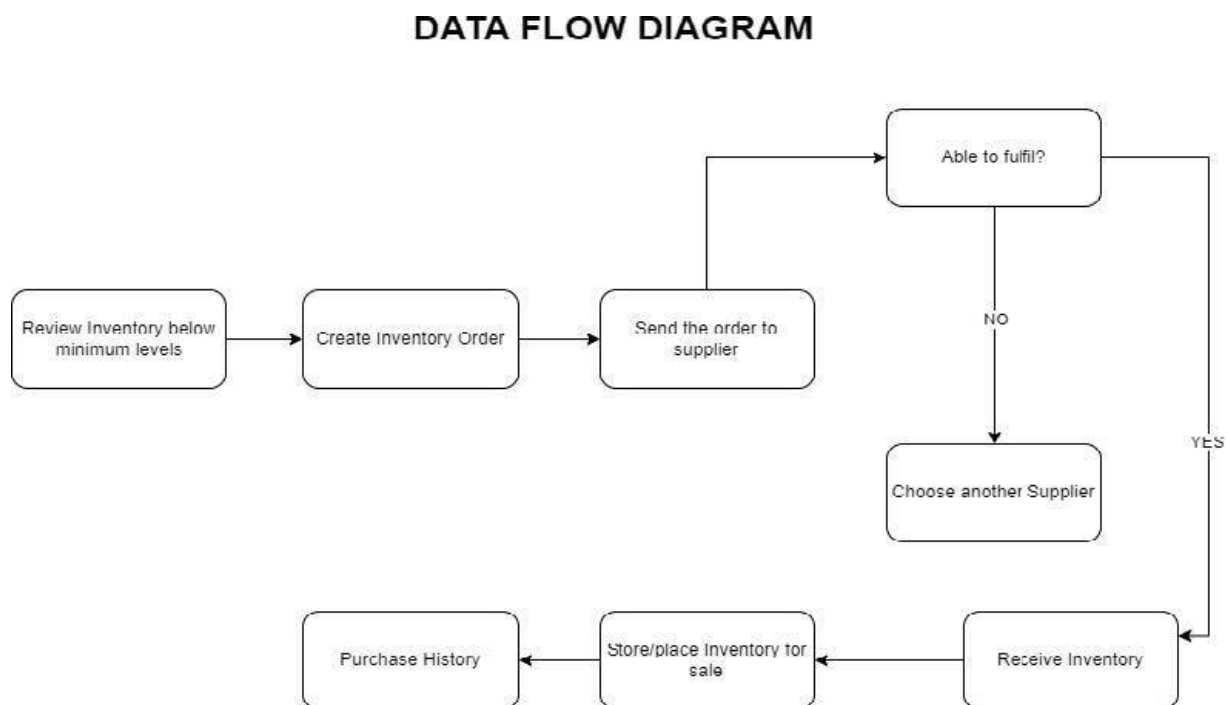 DATA FLOW DIAGRAM
Able to fulfil?
Review Inventory below
minimum levels
Create Inventory Order
Send the order to
supplier
NO
YES
Choose another Supplier
Purchase History
Store/place Inventory for
sale
Receive Inventory